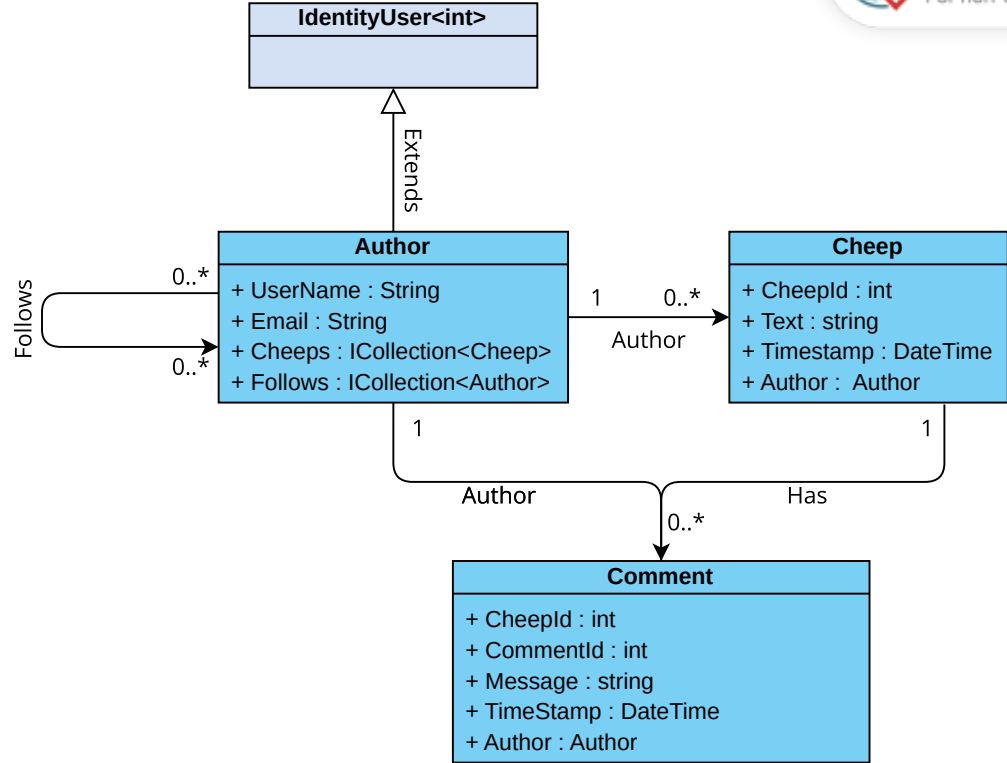 IdentityUser<int>
Extends
Author
+ UserName : String
+ Email : String
+ Cheeps : ICollection<Cheep>
+ Follows : ICollection<Author>
0..*
Follows
0..*
1
0..*
Author
Cheep
+ CheepId : int
+ Text : string
+ Timestamp : DateTime
+ Author :  Author
1
Author
1
Has
0..*
Comment
+ CheepId : int
+ CommentId : int
+ Message : string
+ TimeStamp : DateTime
+ Author : Author